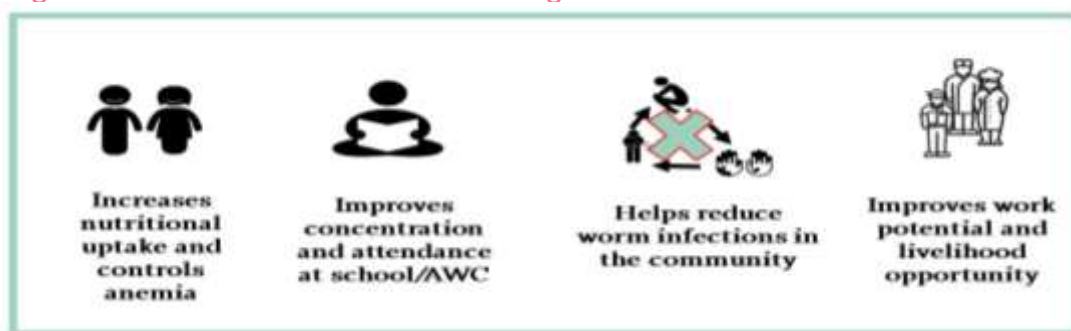 Increases
nutritional
uptake and
controls
anemia
Improves
concentration
and attendance
at school/AWC
Helps reduce
worm infections in
the community
Improves work
potential and
livelihood
opportunity